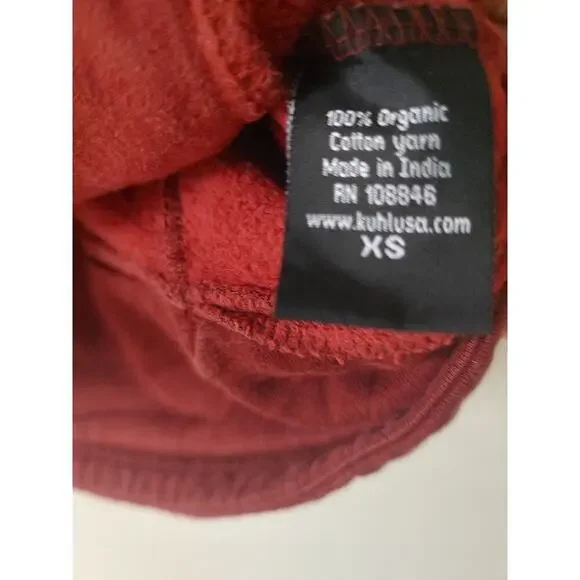 100% Organic
Cotton yarn
Made in India
RN 108846
www.kuhlusa.com
XS